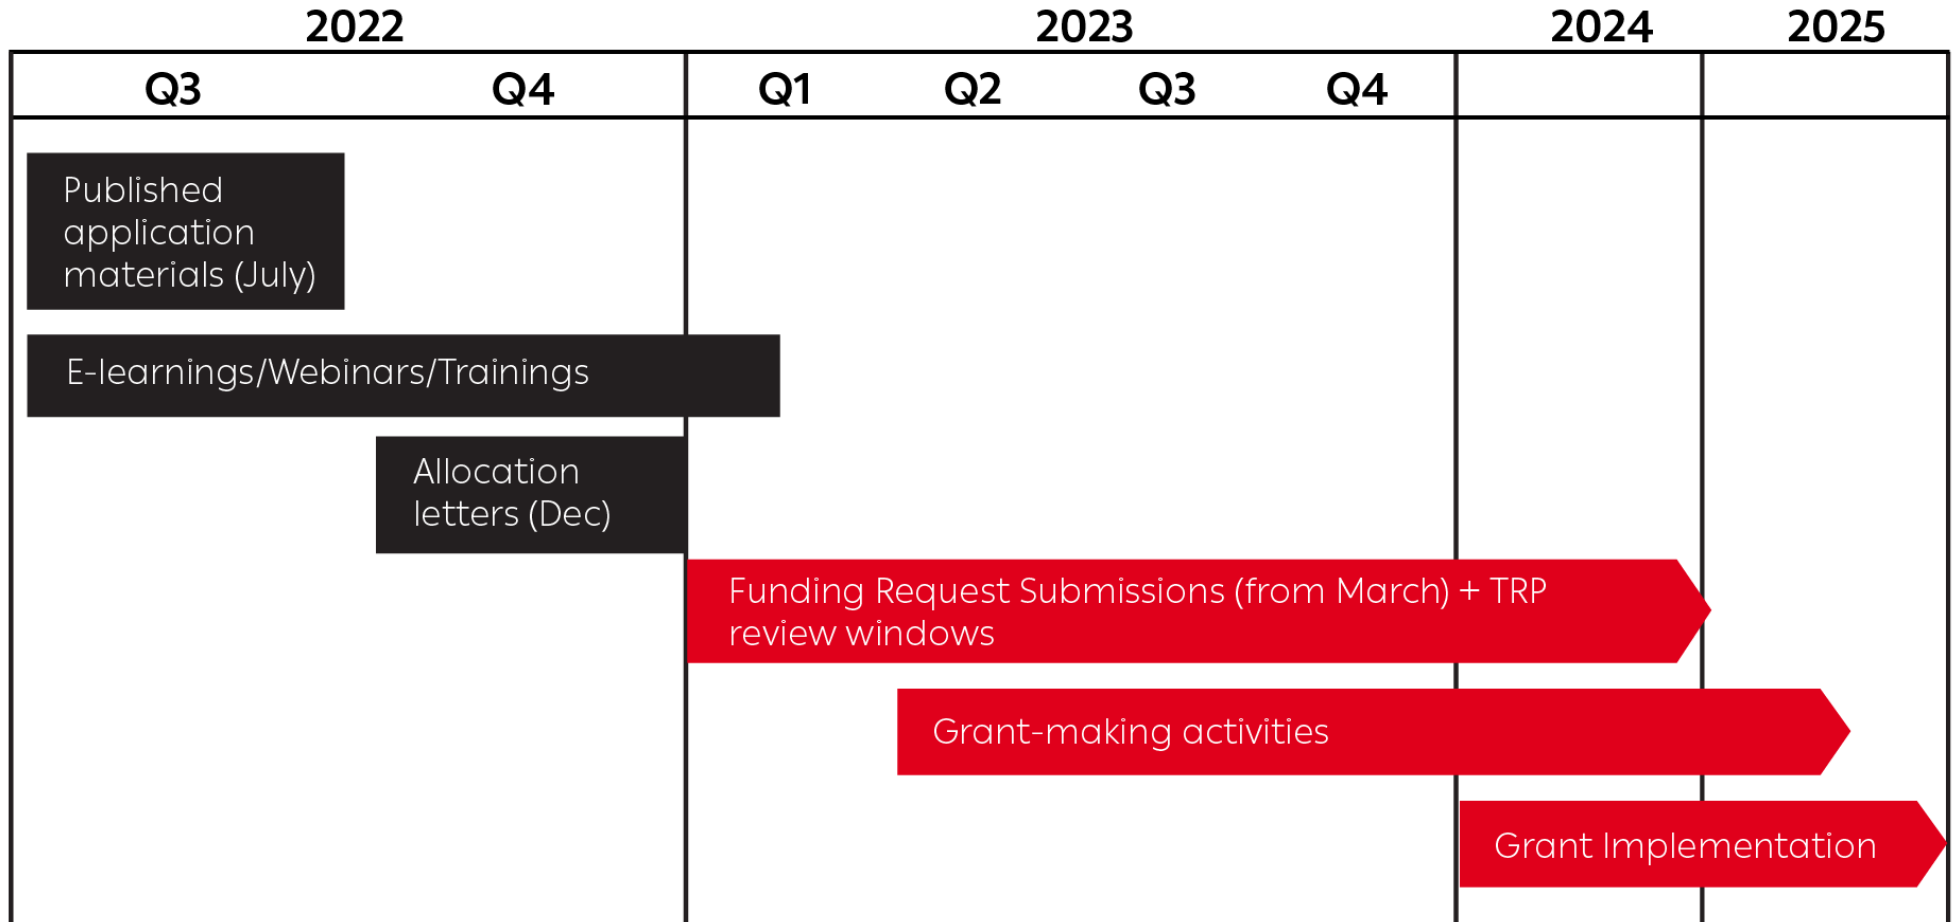 2022 2023 2024 2025
Q3 Q4 Q1 Q2 Q3 Q4
Published
application
materials (July)
E-learnings/Webinars/Trainings
Allocation
letters (Dec)
Funding Request Submissions (from March) + TRP
review windows
Grant-making activities
Grant Implementation